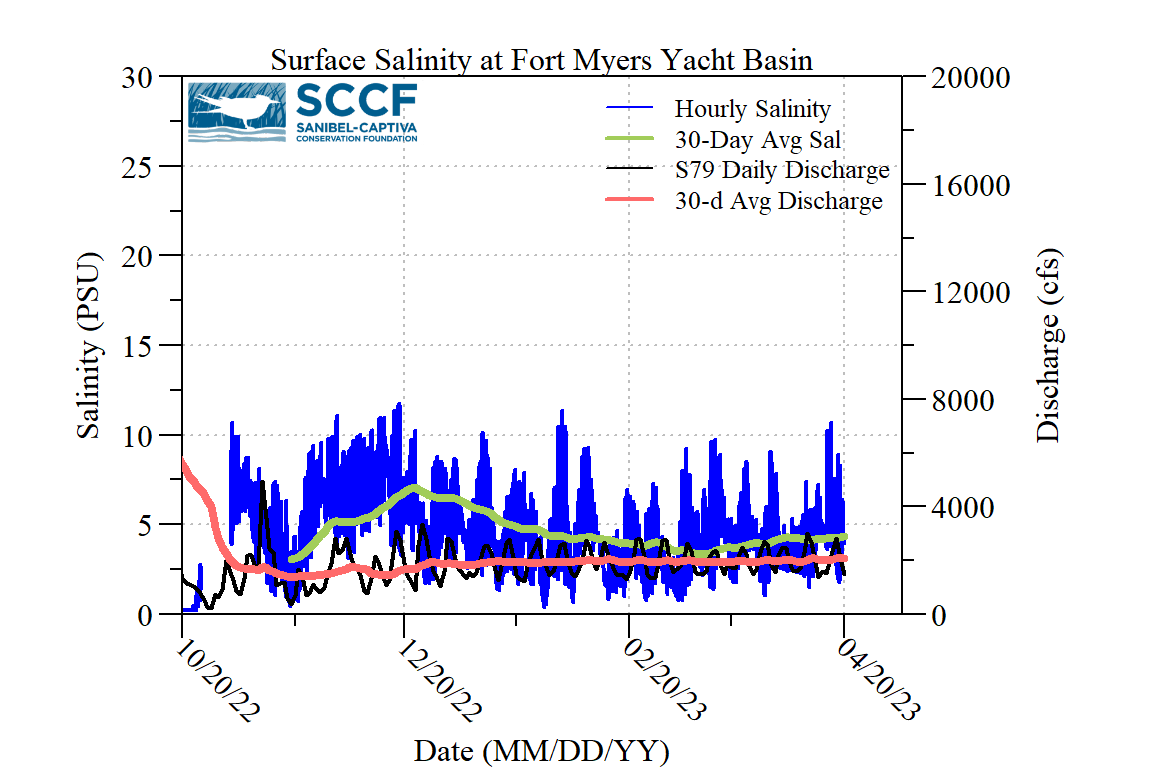 Surface Salinity at Fort Myers Yacht Basin
SCCF
SANIBEL-CAPTIVA
CONSERVATION FOUNDATION
Hourly Salinity
30-Day Avg Sal
S79 Daily Discharge
30-d Avg Discharge
30
25
20
15
10
5
0
Salinity (PSU)
20000
16000
12000
8000
4000
0
Discharge (cfs)
10/20/22
12/20/22
02/20/23
04/20/23
Date (MM/DD/YY)